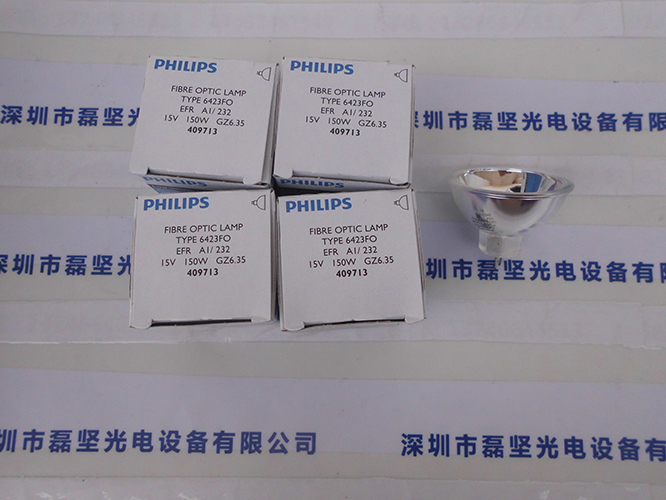 PHILIPS
FIBRE OPTIC LAMP
TYPE 6423FO
EFR A1/ 232
15V 150W GZ6.35
409713
PHILIPS
FIBRE OPTIC LAMP
TYPE 6423FO
EFR A1/ 232
15V 150W GZ6.35
409713
深圳市磊坚光电设
深圳市磊坚光电设备有限
PHILIPS
FIBRE OPTIC LAMP
TYPE 6423FO
EFR A1/ 232
15V 150W GZ6.35
409713
PHILIPS
FIBRE OPTIC LAMP
TYPE 6423FO
EFR A1/ 232
15V 150W GZ6.35
409713
深圳市磊坚光电设
深圳市磊坚光电设备有限
深圳市磊坚光电设备有限公司
深圳市磊坚光电设备有限公司